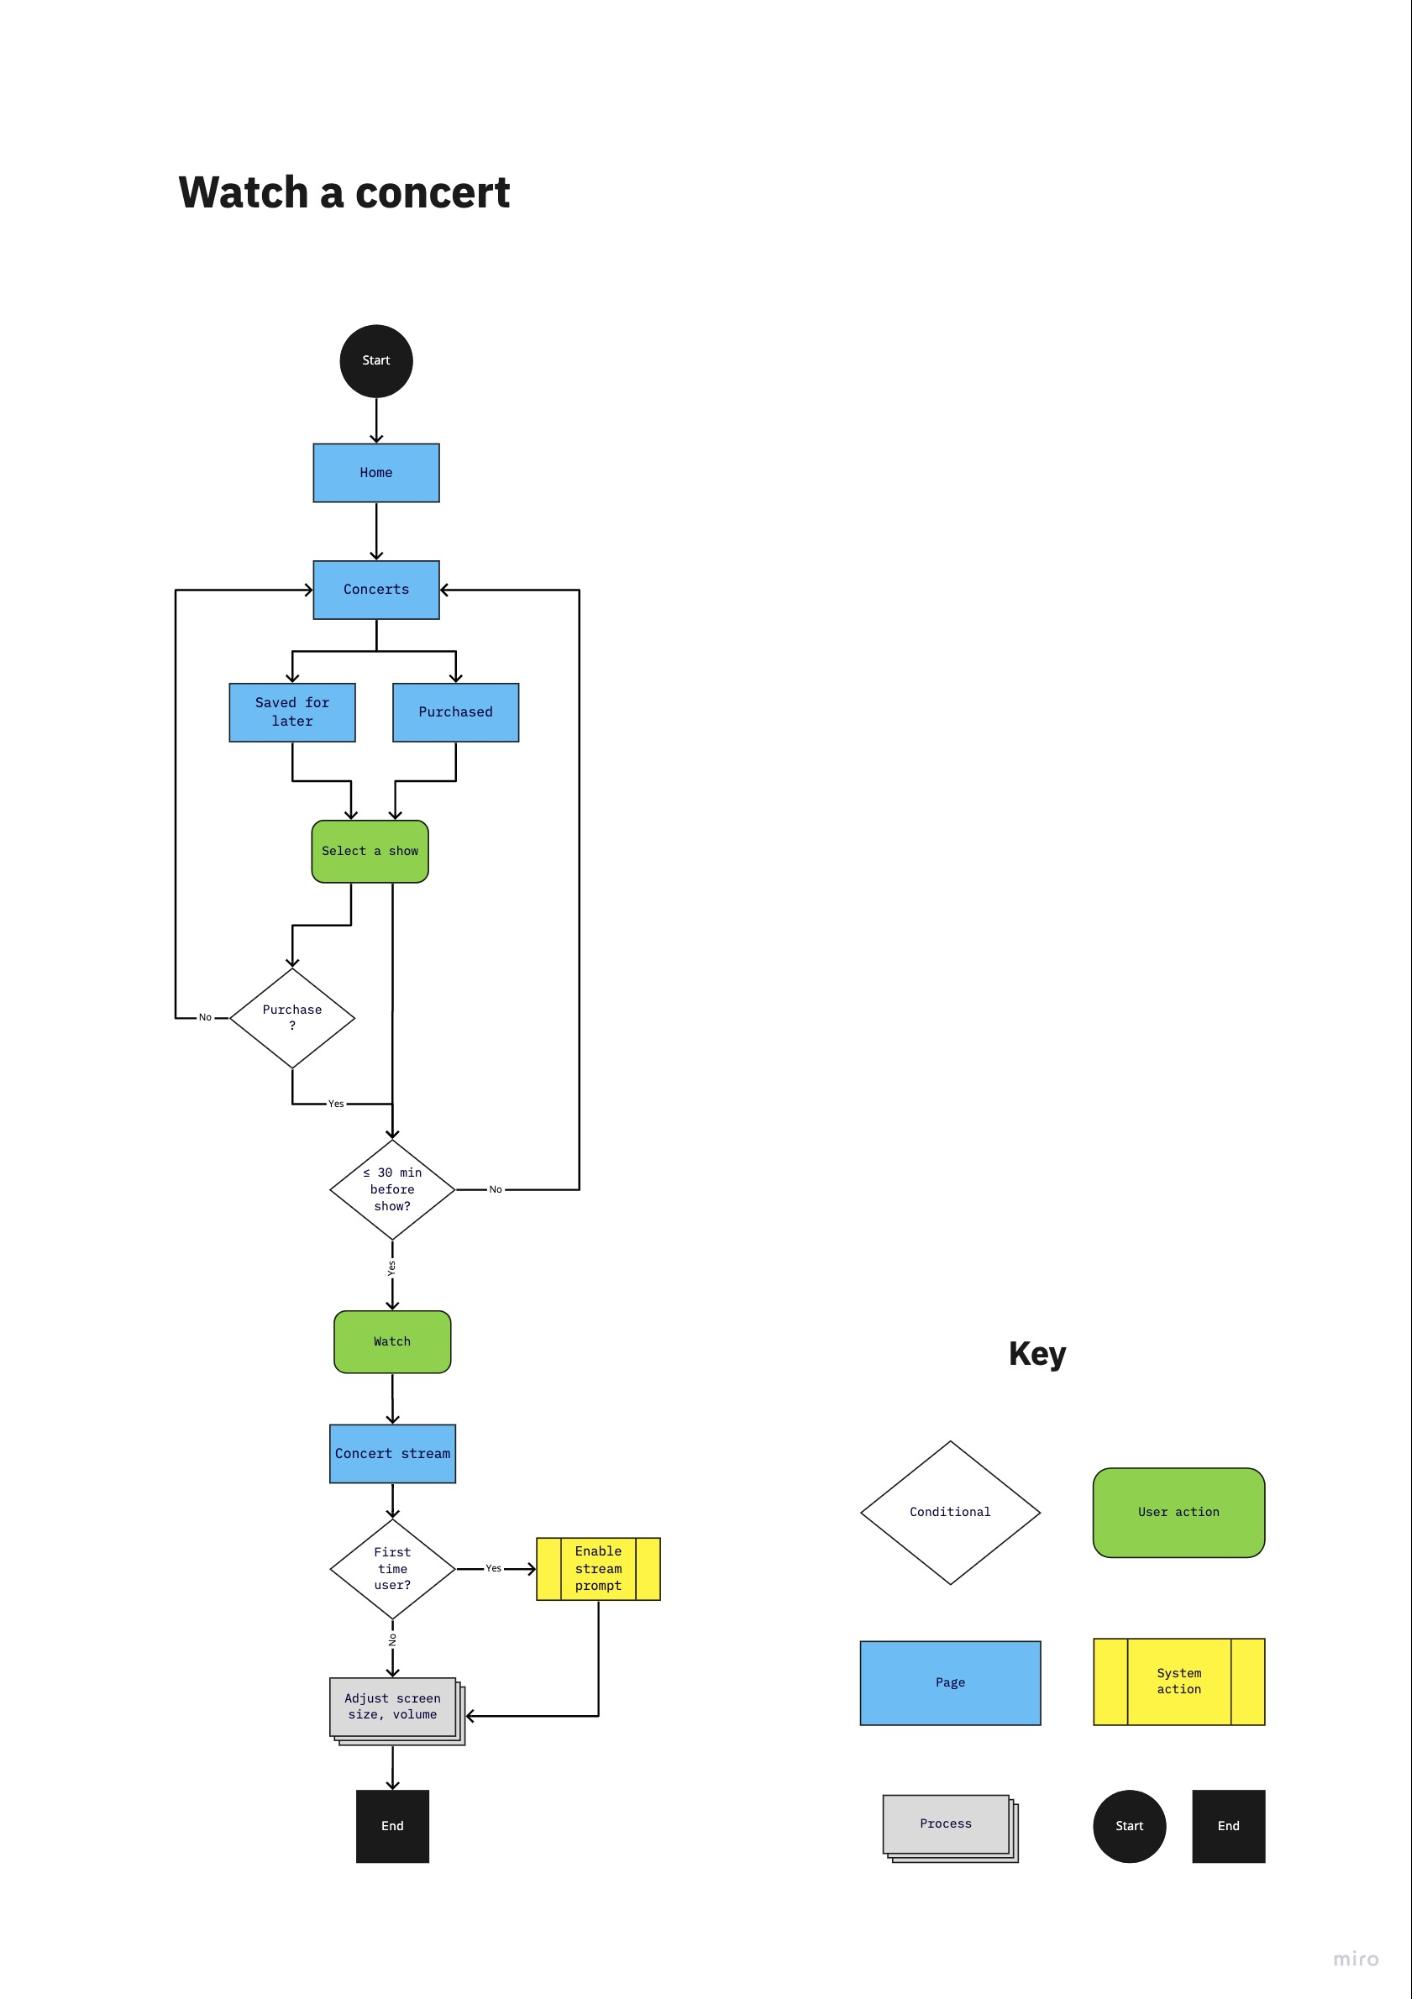 Watch a concert
Start
Home
Concerts
Saved for
later
Purchased
Select a show
Purchase
?
No
Yes
≤ 30 min
before
show?
No
Yes
Watch
Concert stream
First
time
user?
Yes
Enable
stream
prompt
No
Adjust screen
size, volume
End
Key
Conditional
User action
Page
System
action
Process
Start
End
miro